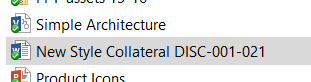 Simple Architecture
New Style Collateral DISC-001-021
Product Icons